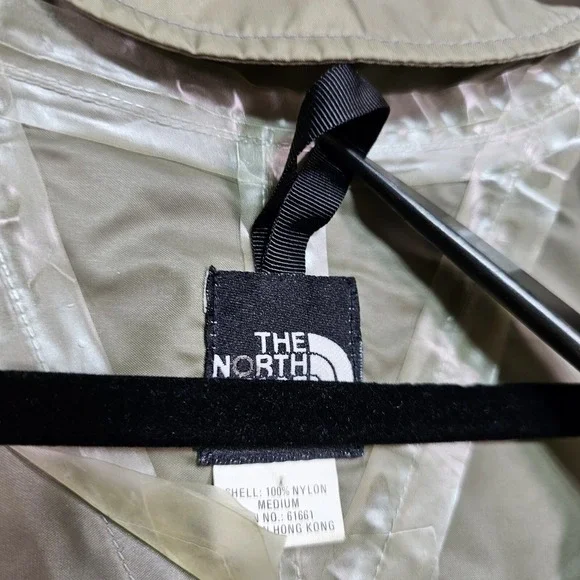 THE
NORTH
SHELL: 100% NYLON
MEDIUM
NO.: 61661
HONG KONG